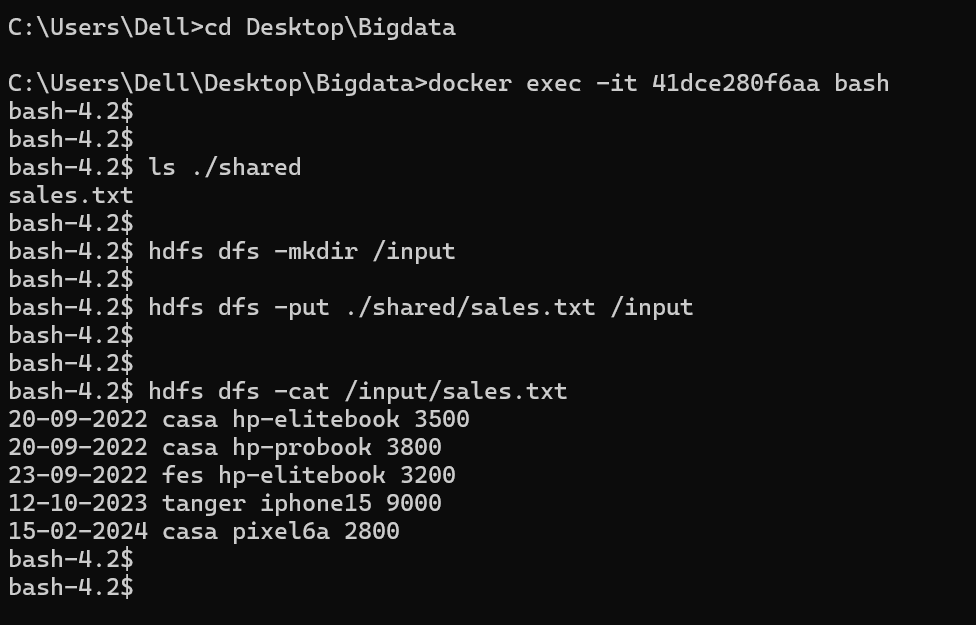 C:\Users\Dell>cd Desktop\Bigdata
C:\Users\Dell\Desktop\Bigdata>docker exec -it 41dce280f6aa bash
bash-4.2$
bash-4.2$
bash-4.2$ ls ./shared
sales.txt
bash-4.2$
bash-4.2$ hdfs dfs -mkdir /input
bash-4.2$
bash-4.2$ hdfs dfs -put ./shared/sales.txt /input
bash-4.2$
bash-4.2$
bash-4.2$ hdfs dfs -cat /input/sales.txt
20-09-2022 casa hp-elitebook 3500
20-09-2022 casa hp-probook 3800
23-09-2022 fes hp-elitebook 3200
12-10-2023 tanger iphone15 9000
15-02-2024 casa pixel6a 2800
bash-4.2$
bash-4.2$